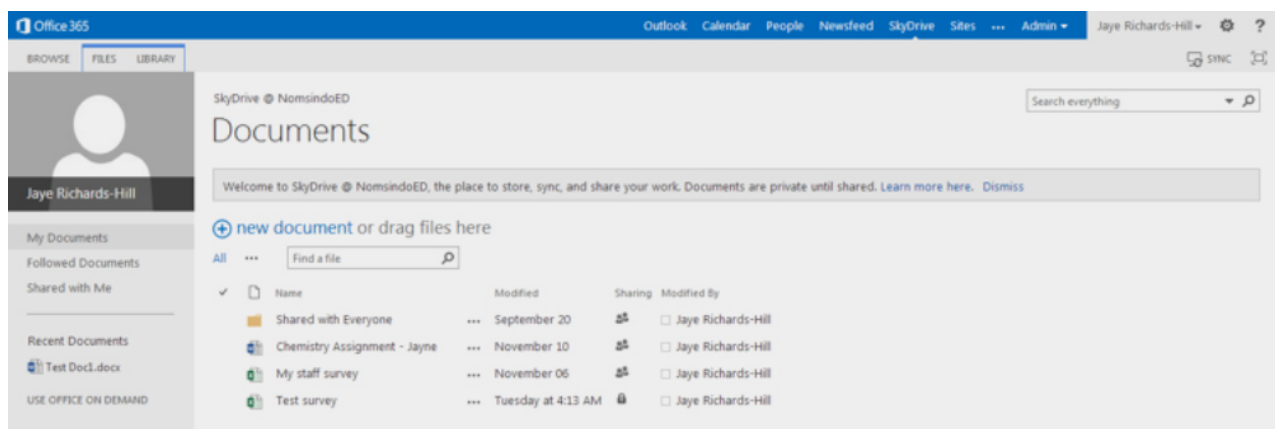 Office 365 Outlook Calendar People Newsfeed SkyDrive Sites ••• Admin Jaye Richards-Hill ?
BROWSE FILES LIBRARY SYNC
SkyDrive @ NomsindoED
Search everything
Documents
Jaye Richards-Hill
Welcome to SkyDrive @ NomsindoED, the place to store, sync, and share your work. Documents are private until shared. Learn more here. Dismiss
My Documents
Followed Documents
Shared with Me
Recent Documents
Test Doc1.docx
USE OFFICE ON DEMAND
new document or drag files here
All ••• Find a file
Name Modified Sharing Modified By
Shared with Everyone ••• September 20 Jaye Richards-Hill
Chemistry Assignment - Jayne ••• November 10 Jaye Richards-Hill
My staff survey ••• November 06 Jaye Richards-Hill
Test survey ••• Tuesday at 4:13 AM Jaye Richards-Hill